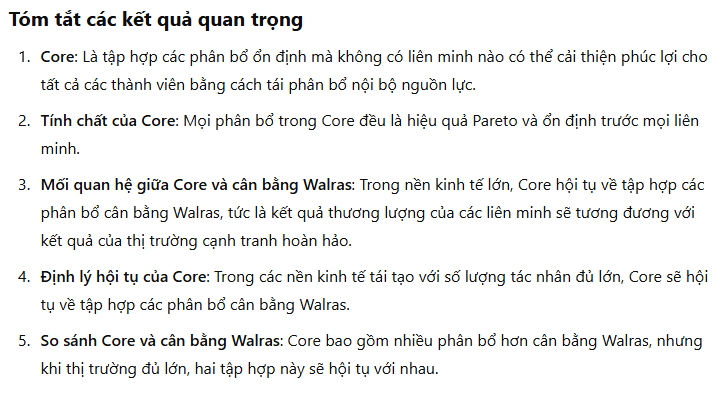 Tóm tắt các kết quả quan trọng
1. Core: Là tập hợp các phân bổ ổn định mà không có liên minh nào có thể cải thiện phúc lợi cho
tất cả các thành viên bằng cách tái phân bổ nội bộ nguồn lực.
2. Tính chất của Core: Mọi phân bổ trong Core đều là hiệu quả Pareto và ổn định trước mọi liên
minh.
3. Mối quan hệ giữa Core và cân bằng Walras: Trong nền kinh tế lớn, Core hội tụ về tập hợp các
phân bổ cân bằng Walras, tức là kết quả thương lượng của các liên minh sẽ tương đương với
kết quả của thị trường cạnh tranh hoàn hảo.
4. Định lý hội tụ của Core: Trong các nền kinh tế tái tạo với số lượng tác nhân đủ lớn, Core sẽ hội
tụ về tập hợp các phân bổ cân bằng Walras.
5. So sánh Core và cân bằng Walras: Core bao gồm nhiều phân bổ hơn cân bằng Walras, nhưng
khi thị trường đủ lớn, hai tập hợp này sẽ hội tụ với nhau.